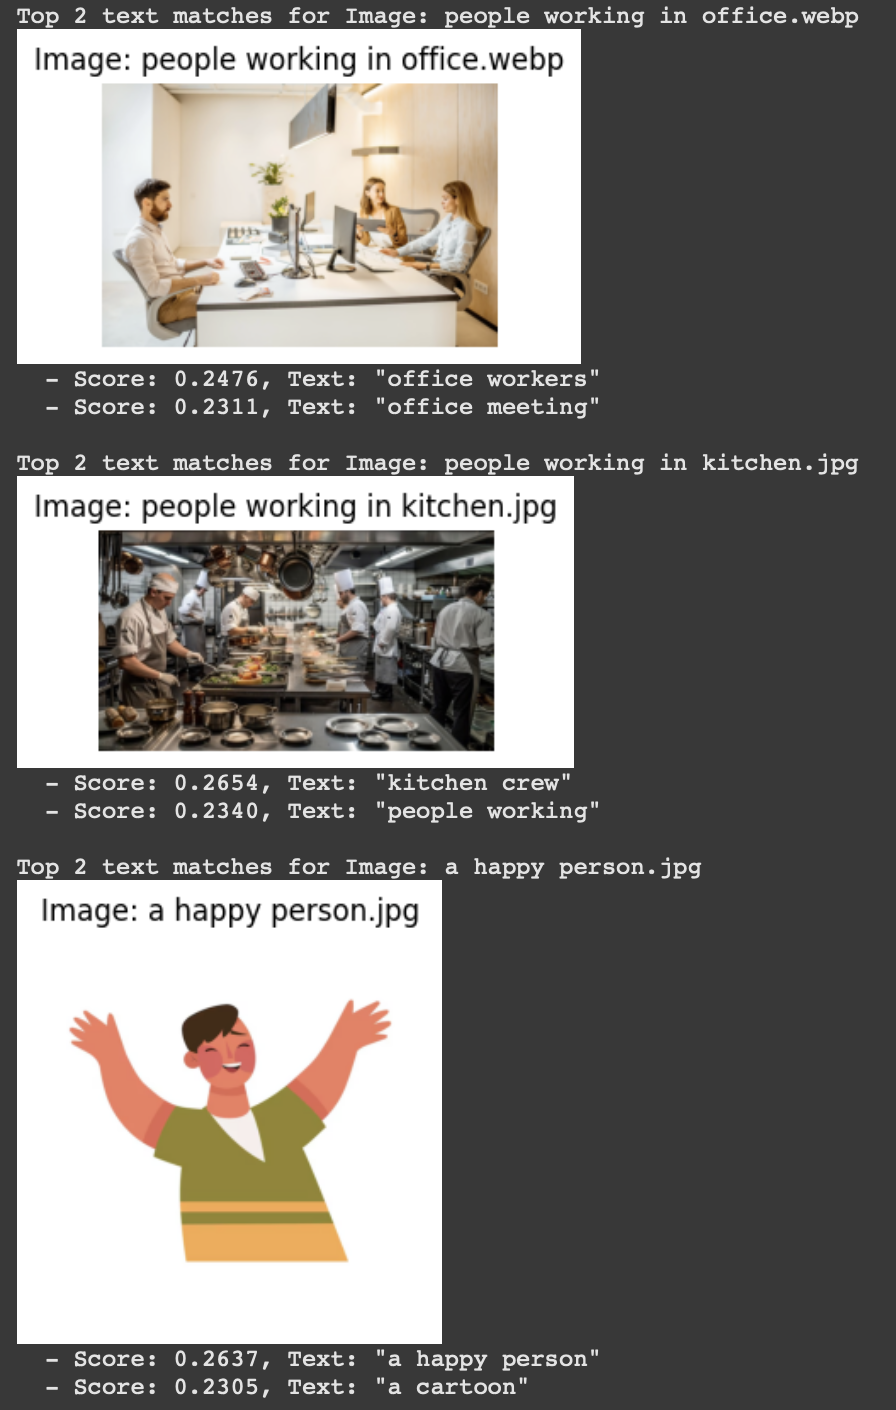 Top 2 text matches for Image: people working in office.webp
Image: people working in office.webp
- Score: 0.2476, Text: "office workers"
- Score: 0.2311, Text: "office meeting"
Top 2 text matches for Image: people working in kitchen.jpg
Image: people working in kitchen.jpg
- Score: 0.2654, Text: "kitchen crew"
- Score: 0.2340, Text: "people working"
Top 2 text matches for Image: a happy person.jpg
Image: a happy person.jpg
- Score: 0.2637, Text: "a happy person"
- Score: 0.2305, Text: "a cartoon"